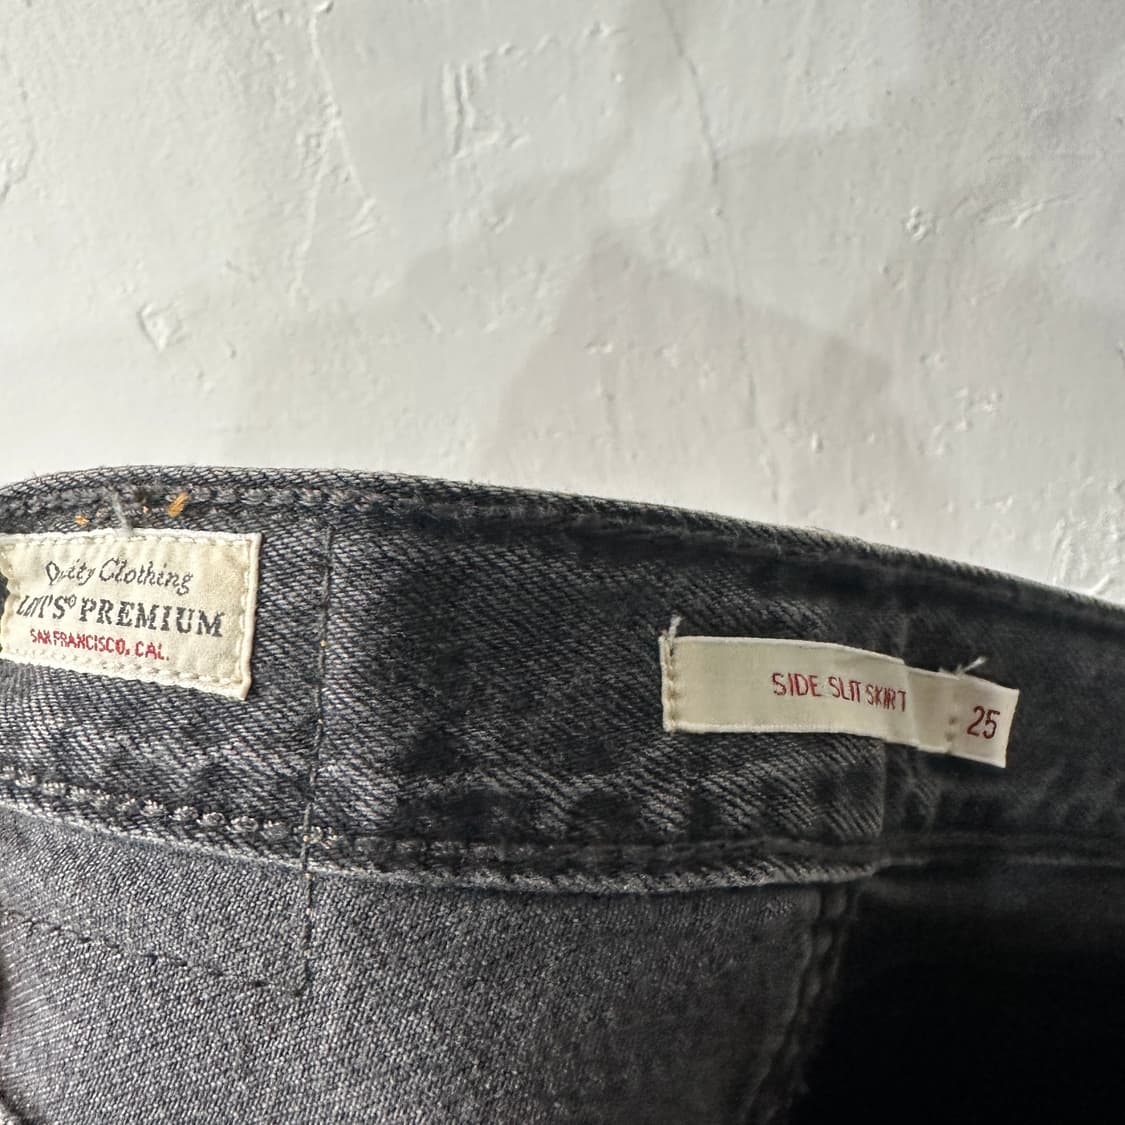 Quality Clothing
LEVI'S® PREMIUM
SAN FRANCISCO, CAL.
SIDE SLIT SKIRT
25